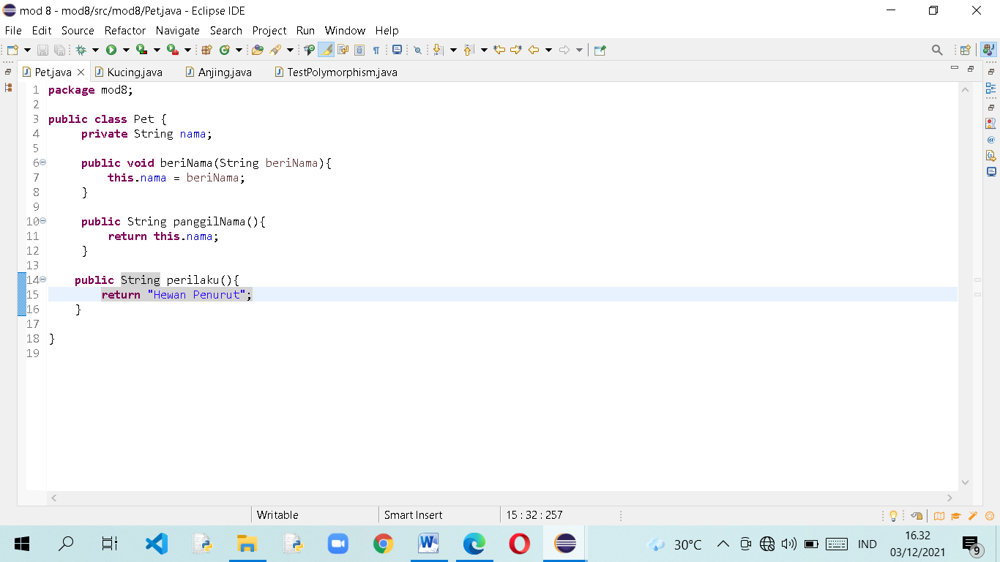 mod 8 - mod8/src/mod8/Pet.java - Eclipse IDE
File Edit Source Refactor Navigate Search Project Run Window Help
Pet.java Kucing.java Anjing.java TestPolymorphism.java
1 package mod8;
2
3 public class Pet {
4 private String nama;
5
6 public void beriNama(String beriNama){
7 this.nama = beriNama;
8 }
9
10 public String panggilNama(){
11 return this.nama;
12 }
13
14 public String perilaku(){
15 return "Hewan Penurut";
16 }
17
18 }
19
Writable Smart Insert 15 : 32 : 257
30°C IND 16.32
03/12/2021 9